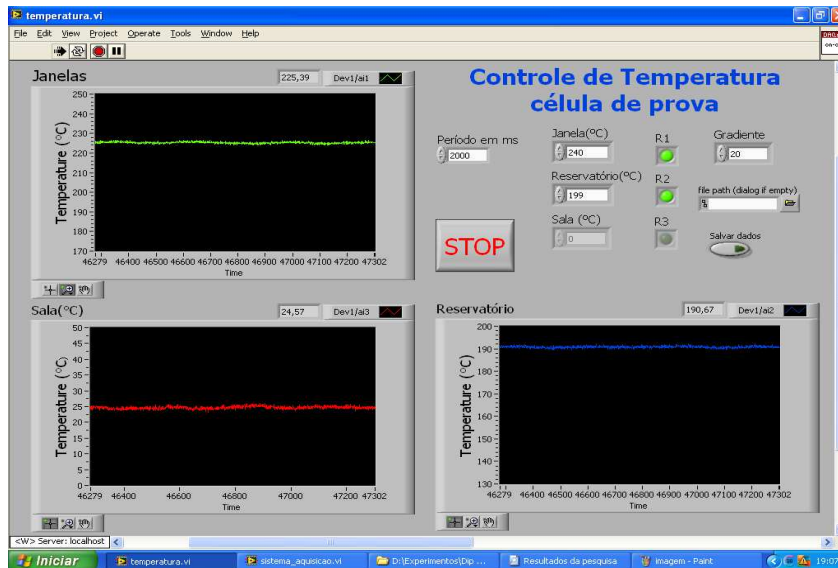 temperatura.vi
File Edit View Project Operate Tools Window Help
Controle de Temperatura
célula de prova
Janelas
225,39
Dev1/ai1
Temperature (°C)
250
240
230
220
210
200
190
180
170
46279 46400 46500 46600 46700 46800 46900 47000 47100 47200 47302
Time
Período em ms
2000
Janela(ºC)
240
R1
Gradiente
20
Reservatório(ºC)
199
R2
file path (dialog if empty)
Sala (ºC)
0
R3
Salvar dados
STOP
Sala(ºC)
24,57
Dev1/ai3
Temperature (°C)
50
45
40
35
30
25
20
15
10
5
0
46279 46400 46600 46800 47000 47200 47302
Time
Reservatório
190,67
Dev1/ai2
Temperature (°C)
200
190
180
170
160
150
140
130
46279 46400 46500 46600 46700 46800 46900 47000 47100 47200 47302
Time
<W> Server: localhost
Iniciar
temperatura.vi
sistema_aquisicao.vi
D:\Experimentos\Dip ...
Resultados da pesquisa
imagem - Paint